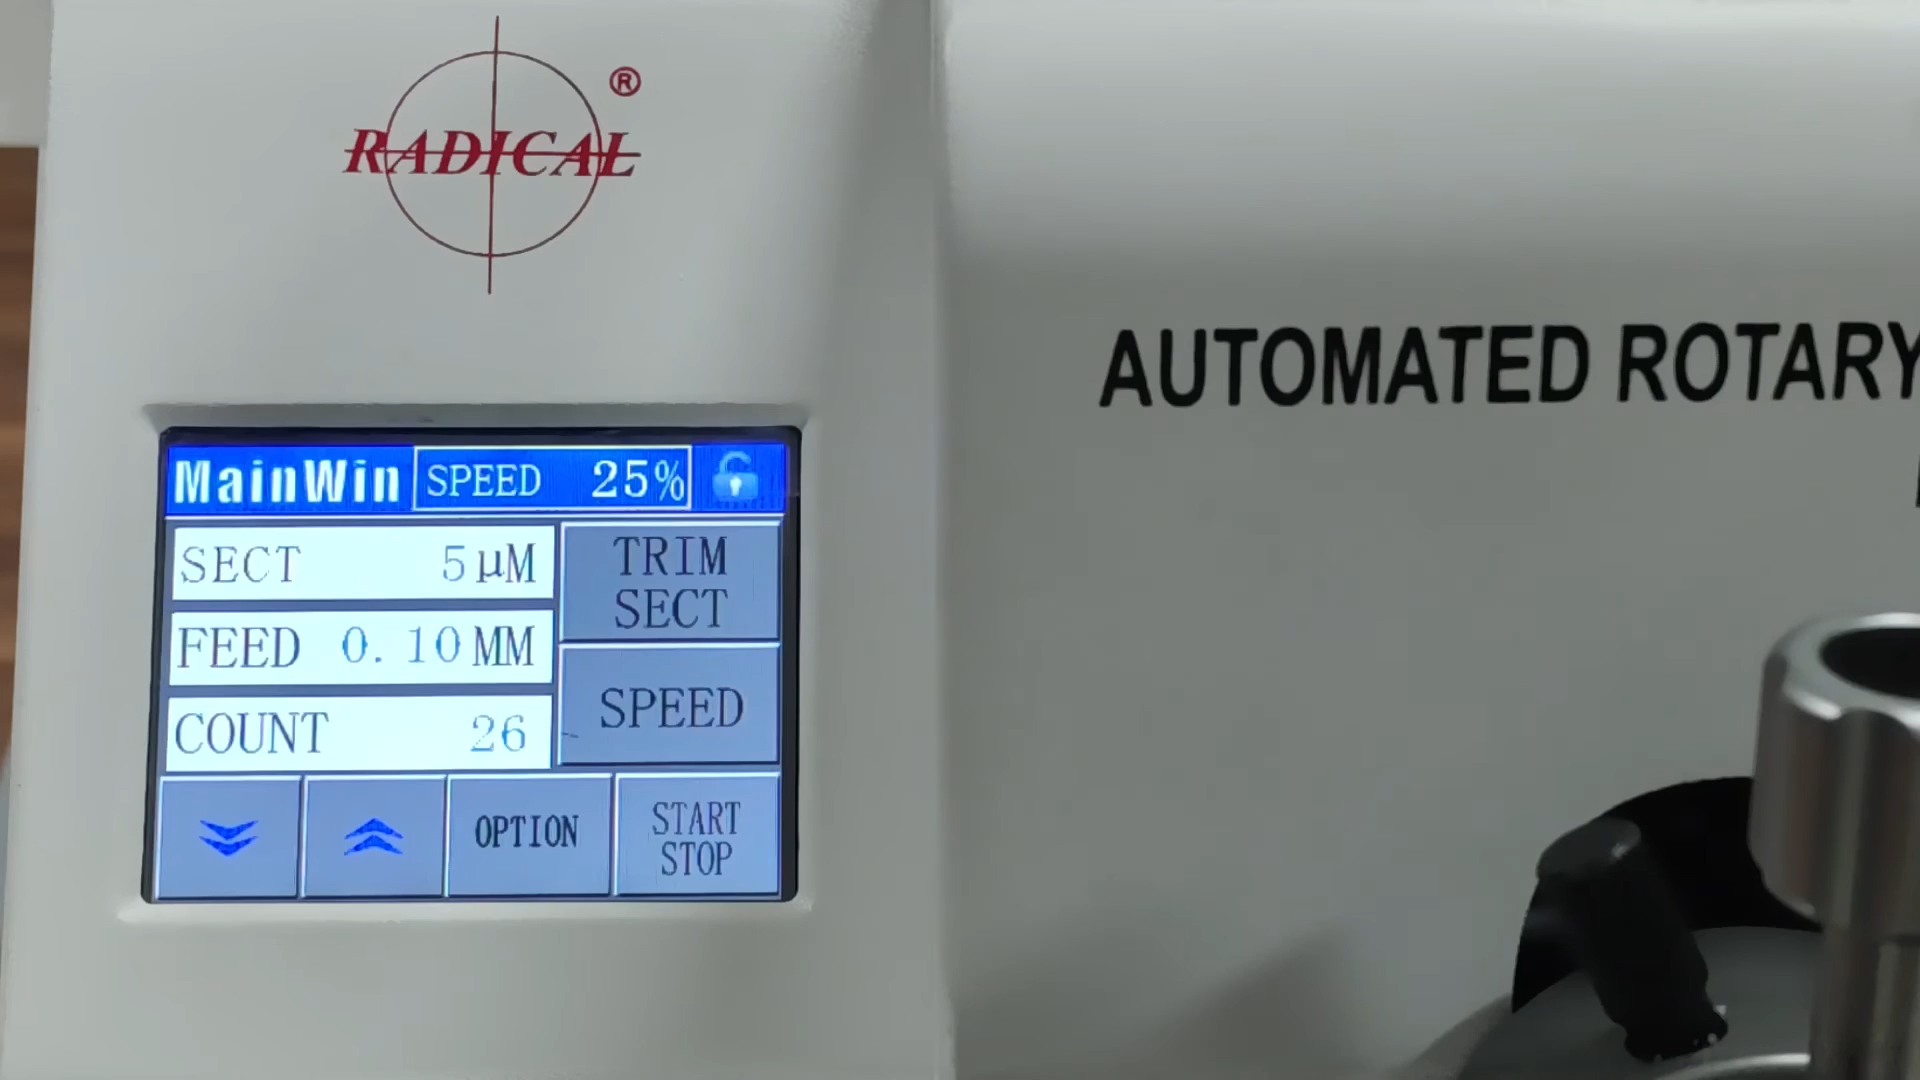 RADICAL®
AUTOMATED ROTARY
MainWin SPEED 25%
SECT 5µM
FEED 0.10MM
COUNT 26
TRIM
SECT
SPEED
OPTION
START
STOP